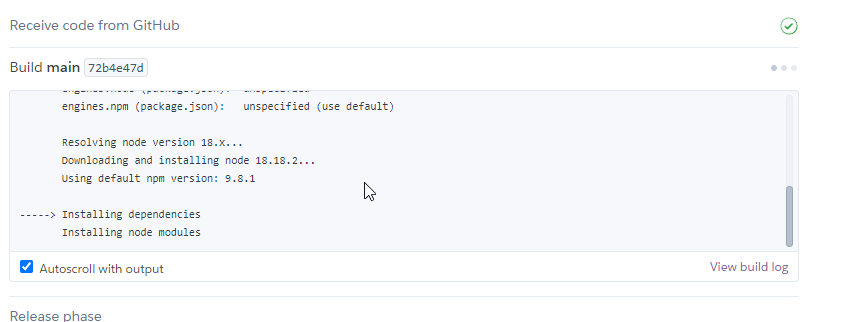 Receive code from GitHub
Build main 72b4e47d
engines.npm (package.json):   unspecified (use default)
Resolving node version 18.x...
Downloading and installing node 18.18.2...
Using default npm version: 9.8.1
-----> Installing dependencies
Installing node modules
Autoscroll with output
View build log
Release phase